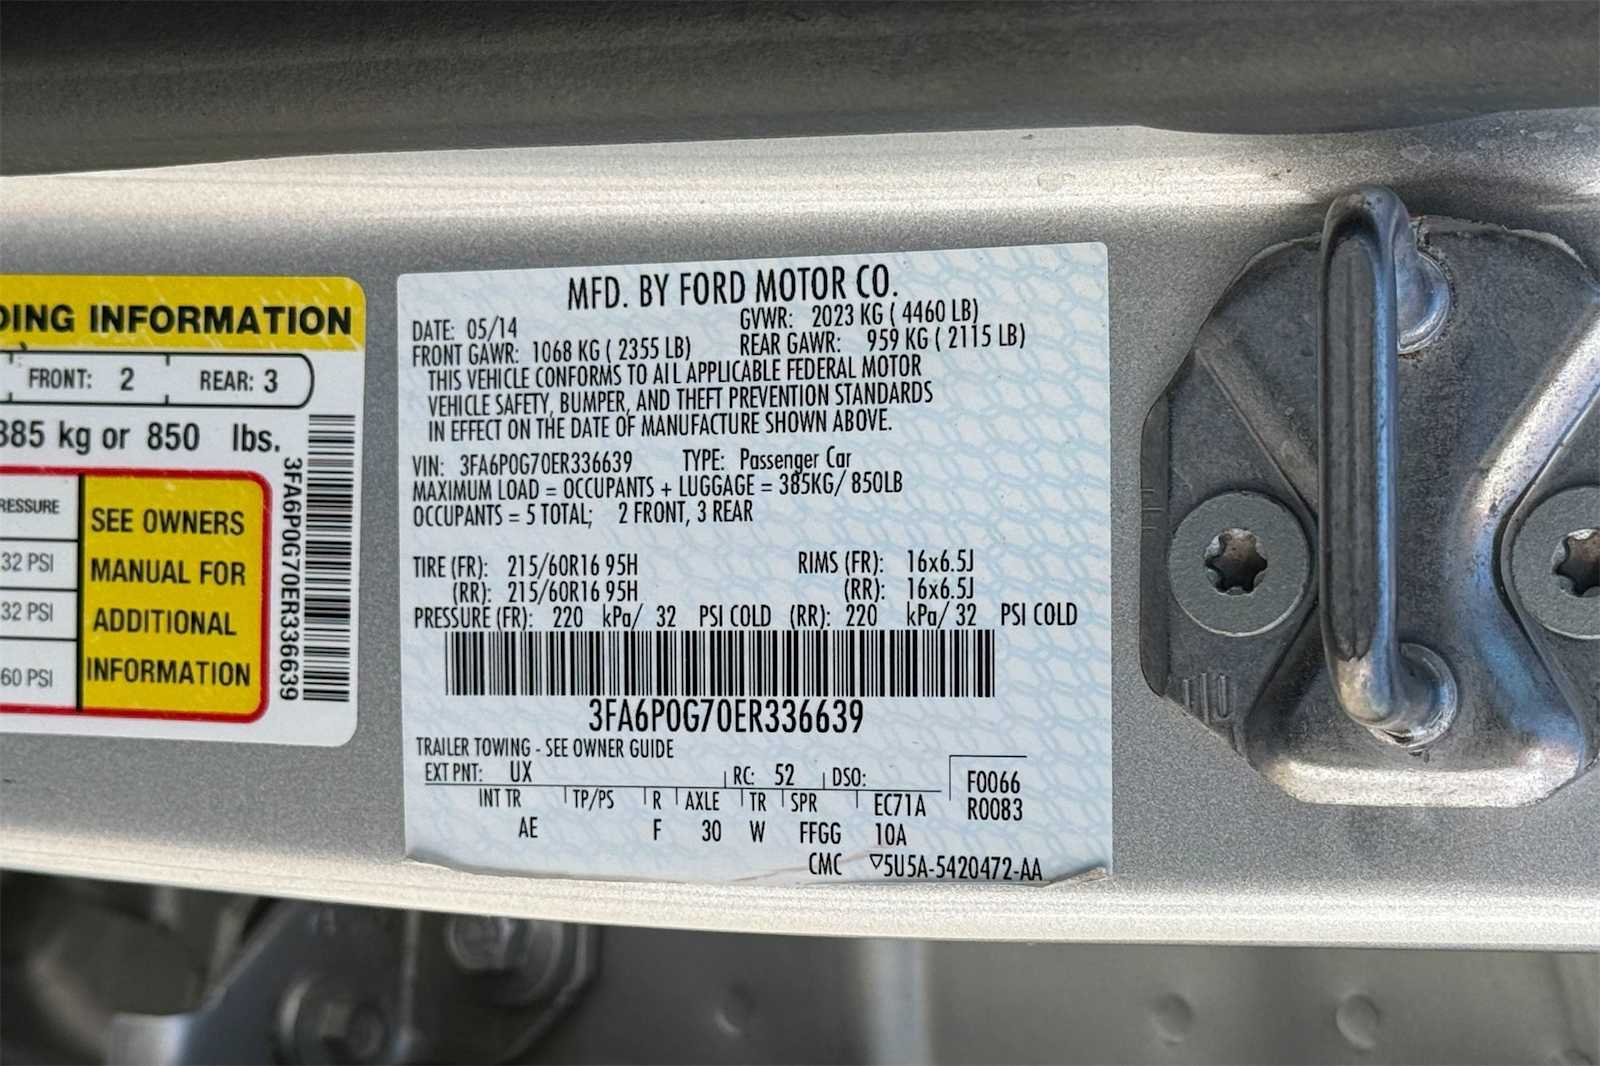 DING INFORMATION
FRONT: 2 REAR: 3
385 kg or 850 lbs.
RESSURE
32 PSI
32 PSI
60 PSI
SEE OWNERS
MANUAL FOR
ADDITIONAL
INFORMATION
3FA6P0G70ER336639
MFD. BY FORD MOTOR CO.
DATE: 05/14 GVWR: 2023 KG ( 4460 LB)
FRONT GAWR: 1068 KG ( 2355 LB) REAR GAWR: 959 KG ( 2115 LB)
THIS VEHICLE CONFORMS TO ALL APPLICABLE FEDERAL MOTOR
VEHICLE SAFETY, BUMPER, AND THEFT PREVENTION STANDARDS
IN EFFECT ON THE DATE OF MANUFACTURE SHOWN ABOVE.
VIN: 3FA6P0G70ER336639 TYPE: Passenger Car
MAXIMUM LOAD = OCCUPANTS + LUGGAGE = 385KG/ 850LB
OCCUPANTS = 5 TOTAL; 2 FRONT, 3 REAR
TIRE (FR): 215/60R16 95H RIMS (FR): 16x6.5J
(RR): 215/60R16 95H (RR): 16x6.5J
PRESSURE (FR): 220 kPa/ 32 PSI COLD (RR): 220 kPa/ 32 PSI COLD
3FA6P0G70ER336639
TRAILER TOWING - SEE OWNER GUIDE
EXT PNT: UX RC: 52 DSO: F0066
INT TR TP/PS R AXLE TR SPR EC71A R0083
AE F 30 W FFGG 10A
CMC ▽5U5A-5420472-AA